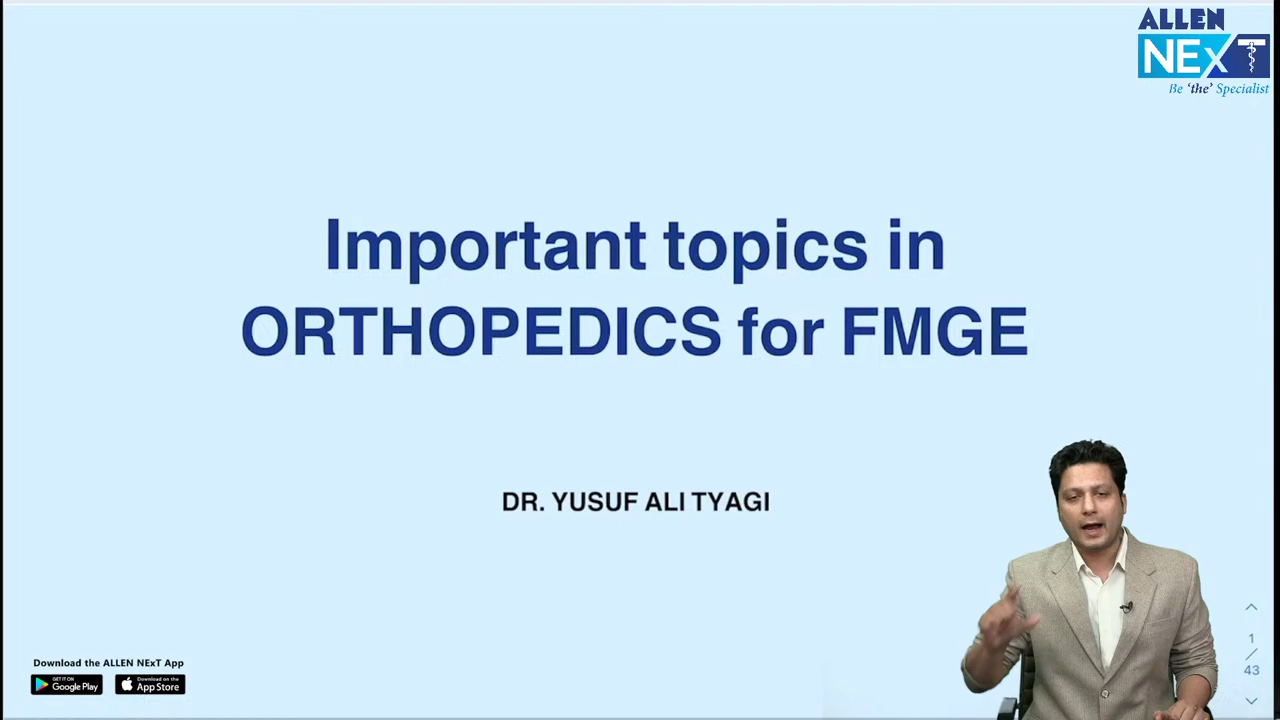 ALLEN
NExT
Be 'the' Specialist
Important topics in
ORTHOPEDICS for FMGE
DR. YUSUF ALI TYAGI
1
/
43
Download the ALLEN NExT App
GET IT ON
Google Play
Download on the
App Store